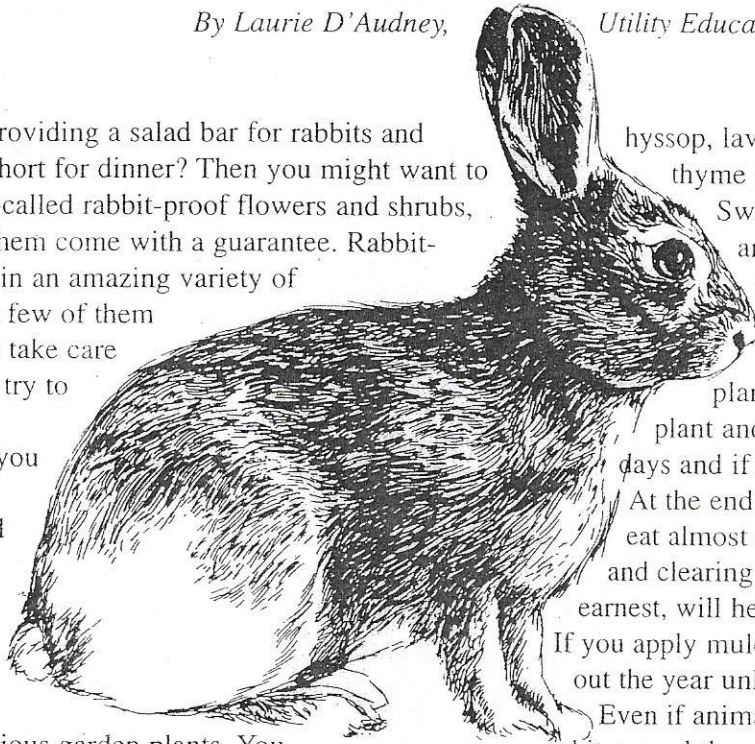 By Laurie D'Audney, Utility Educa
roviding a salad bar for rabbits and
hort for dinner? Then you might want to
called rabbit-proof flowers and shrubs,
hem come with a guarantee. Rabbit-
in an amazing variety of
few of them
take care
try to
you
ious garden plants. You
hyssop, lav
thyme
Sw
ar
plan
plant and
days and if
At the end
eat almost
and clearing
earnest, will he
If you apply mulc
out the year unl
Even if anima